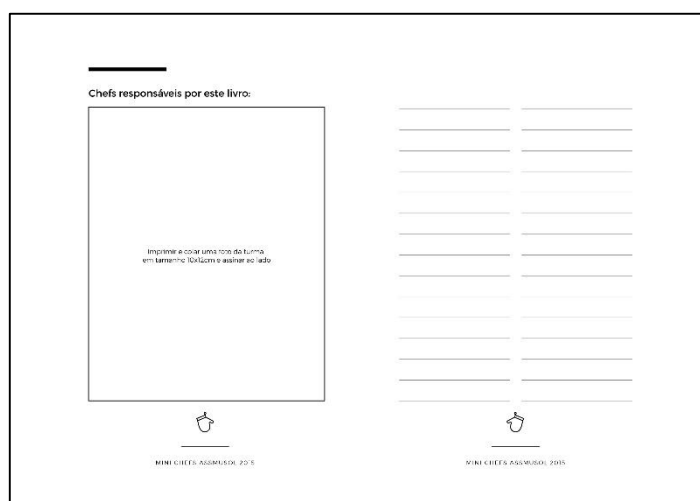 Chefs responsáveis por este livro:
Imprimir e colar uma foto da turma
em tamanho 10x12cm e assinar ao lado
MINI CHEFS ASSMUSOL 2015
MINI CHEFS ASSMUSOL 2015